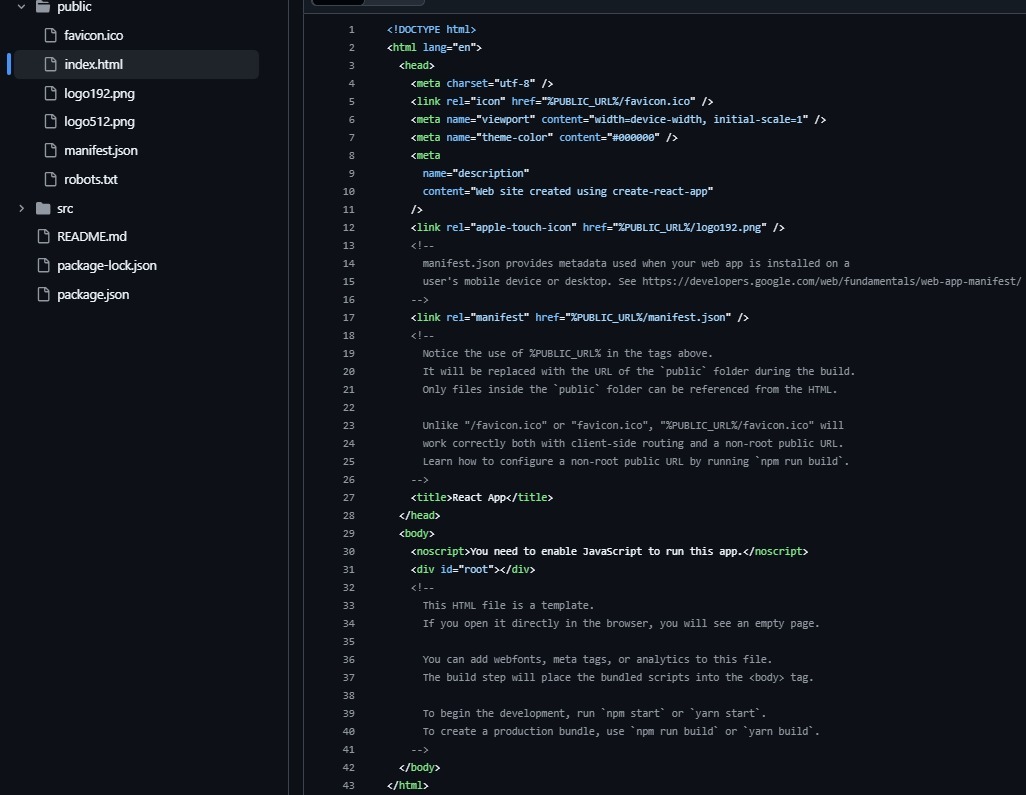 public
favicon.ico
index.html
logo192.png
logo512.png
manifest.json
robots.txt
src
README.md
package-lock.json
package.json
1 <!DOCTYPE html>
2 <html lang="en">
3 <head>
4 <meta charset="utf-8" />
5 <link rel="icon" href="%PUBLIC_URL%/favicon.ico" />
6 <meta name="viewport" content="width=device-width, initial-scale=1" />
7 <meta name="theme-color" content="#000000" />
8 <meta
9 name="description"
10 content="Web site created using create-react-app"
11 />
12 <link rel="apple-touch-icon" href="%PUBLIC_URL%/logo192.png" />
13 <!--
14 manifest.json provides metadata used when your web app is installed on a
15 user's mobile device or desktop. See https://developers.google.com/web/fundamentals/web-app-manifest/
16 -->
17 <link rel="manifest" href="%PUBLIC_URL%/manifest.json" />
18 <!--
19 Notice the use of %PUBLIC_URL% in the tags above.
20 It will be replaced with the URL of the `public` folder during the build.
21 Only files inside the `public` folder can be referenced from the HTML.
22
23 Unlike "/favicon.ico" or "favicon.ico", "%PUBLIC_URL%/favicon.ico" will
24 work correctly both with client-side routing and a non-root public URL.
25 Learn how to configure a non-root public URL by running `npm run build`.
26 -->
27 <title>React App</title>
28 </head>
29 <body>
30 <noscript>You need to enable JavaScript to run this app.</noscript>
31 <div id="root"></div>
32 <!--
33 This HTML file is a template.
34 If you open it directly in the browser, you will see an empty page.
35
36 You can add webfonts, meta tags, or analytics to this file.
37 The build step will place the bundled scripts into the <body> tag.
38
39 To begin the development, run `npm start` or `yarn start`.
40 To create a production bundle, use `npm run build` or `yarn build`.
41 -->
42 </body>
43 </html>